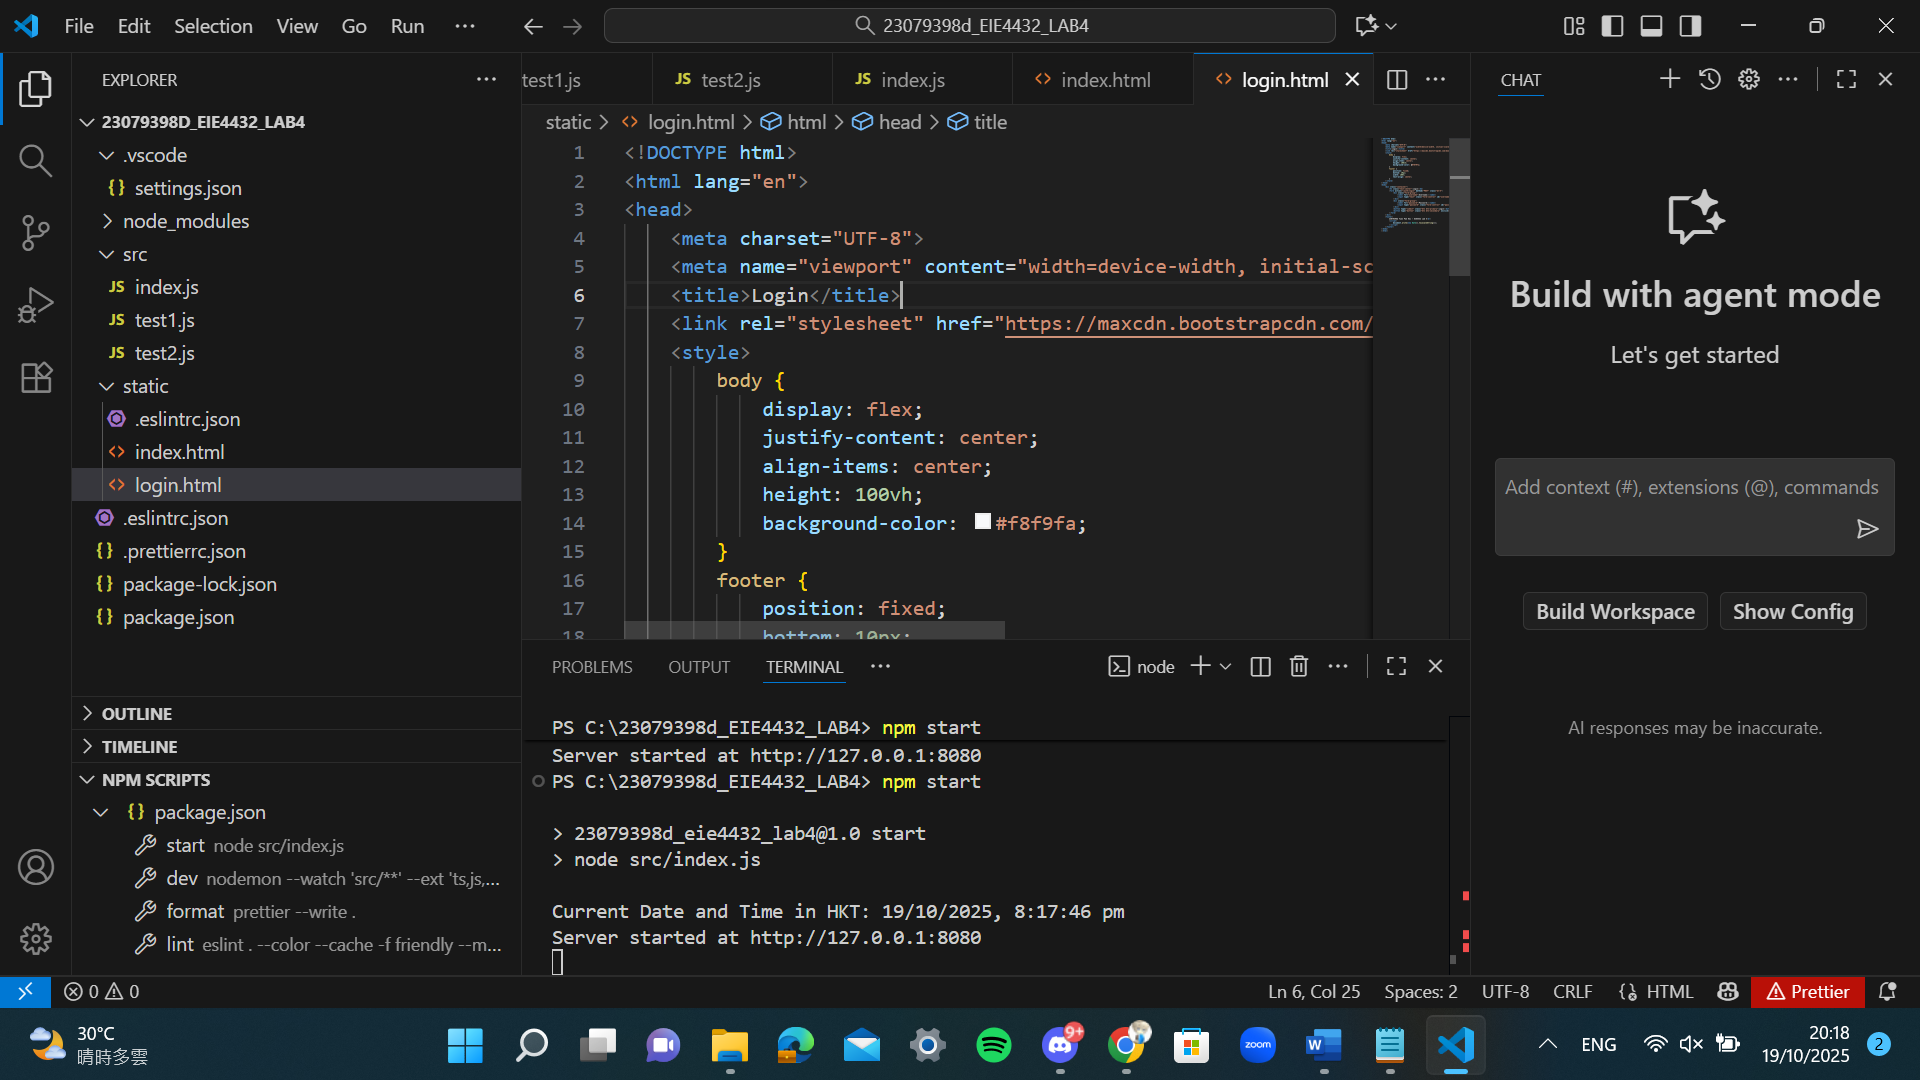 File Edit Selection View Go Run ···
23079398d_EIE4432_LAB4
EXPLORER
23079398D_EIE4432_LAB4
.vscode
{} settings.json
node_modules
src
JS index.js
JS test1.js
JS test2.js
static
.eslintrc.json
<> index.html
<> login.html
.eslintrc.json
{} .prettierrc.json
{} package-lock.json
{} package.json
OUTLINE
TIMELINE
NPM SCRIPTS
{} package.json
start node src/index.js
dev nodemon --watch 'src/**' --ext 'ts,js,...
format prettier --write .
lint eslint . --color --cache -f friendly --m...
test1.js
JS test2.js
JS index.js
<> index.html
<> login.html
static > <> login.html > html > head > title
1 <!DOCTYPE html>
2 <html lang="en">
3 <head>
4 <meta charset="UTF-8">
5 <meta name="viewport" content="width=device-width, initial-sc
6 <title>Login</title>
7 <link rel="stylesheet" href="https://maxcdn.bootstrapcdn.com/
8 <style>
9 body {
10 display: flex;
11 justify-content: center;
12 align-items: center;
13 height: 100vh;
14 background-color: #f8f9fa;
15 }
16 footer {
17 position: fixed;
18 bottom: 10px;
PROBLEMS OUTPUT TERMINAL ···
node
PS C:\23079398d_EIE4432_LAB4> npm start
Server started at http://127.0.0.1:8080
PS C:\23079398d_EIE4432_LAB4> npm start
> 23079398d_eie4432_lab4@1.0 start
> node src/index.js
Current Date and Time in HKT: 19/10/2025, 8:17:46 pm
Server started at http://127.0.0.1:8080
CHAT
Build with agent mode
Let's get started
Add context (#), extensions (@), commands
Build Workspace
Show Config
AI responses may be inaccurate.
0 0
Ln 6, Col 25
Spaces: 2
UTF-8
CRLF
HTML
Prettier
30°C
晴時多雲
9+
zoom
ENG
20:18
19/10/2025
2